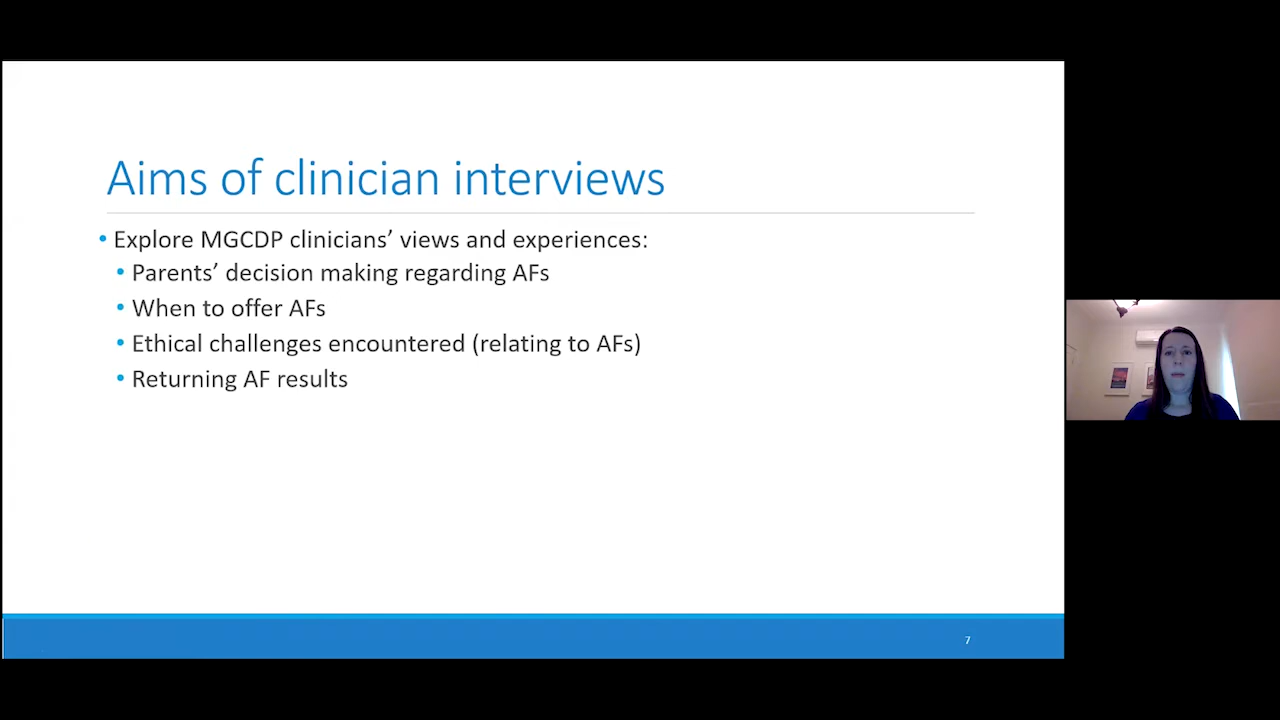 Aims of clinician interviews
• Explore MGCDP clinicians’ views and experiences:
• Parents’ decision making regarding AFs
• When to offer AFs
• Ethical challenges encountered (relating to AFs)
• Returning AF results
7